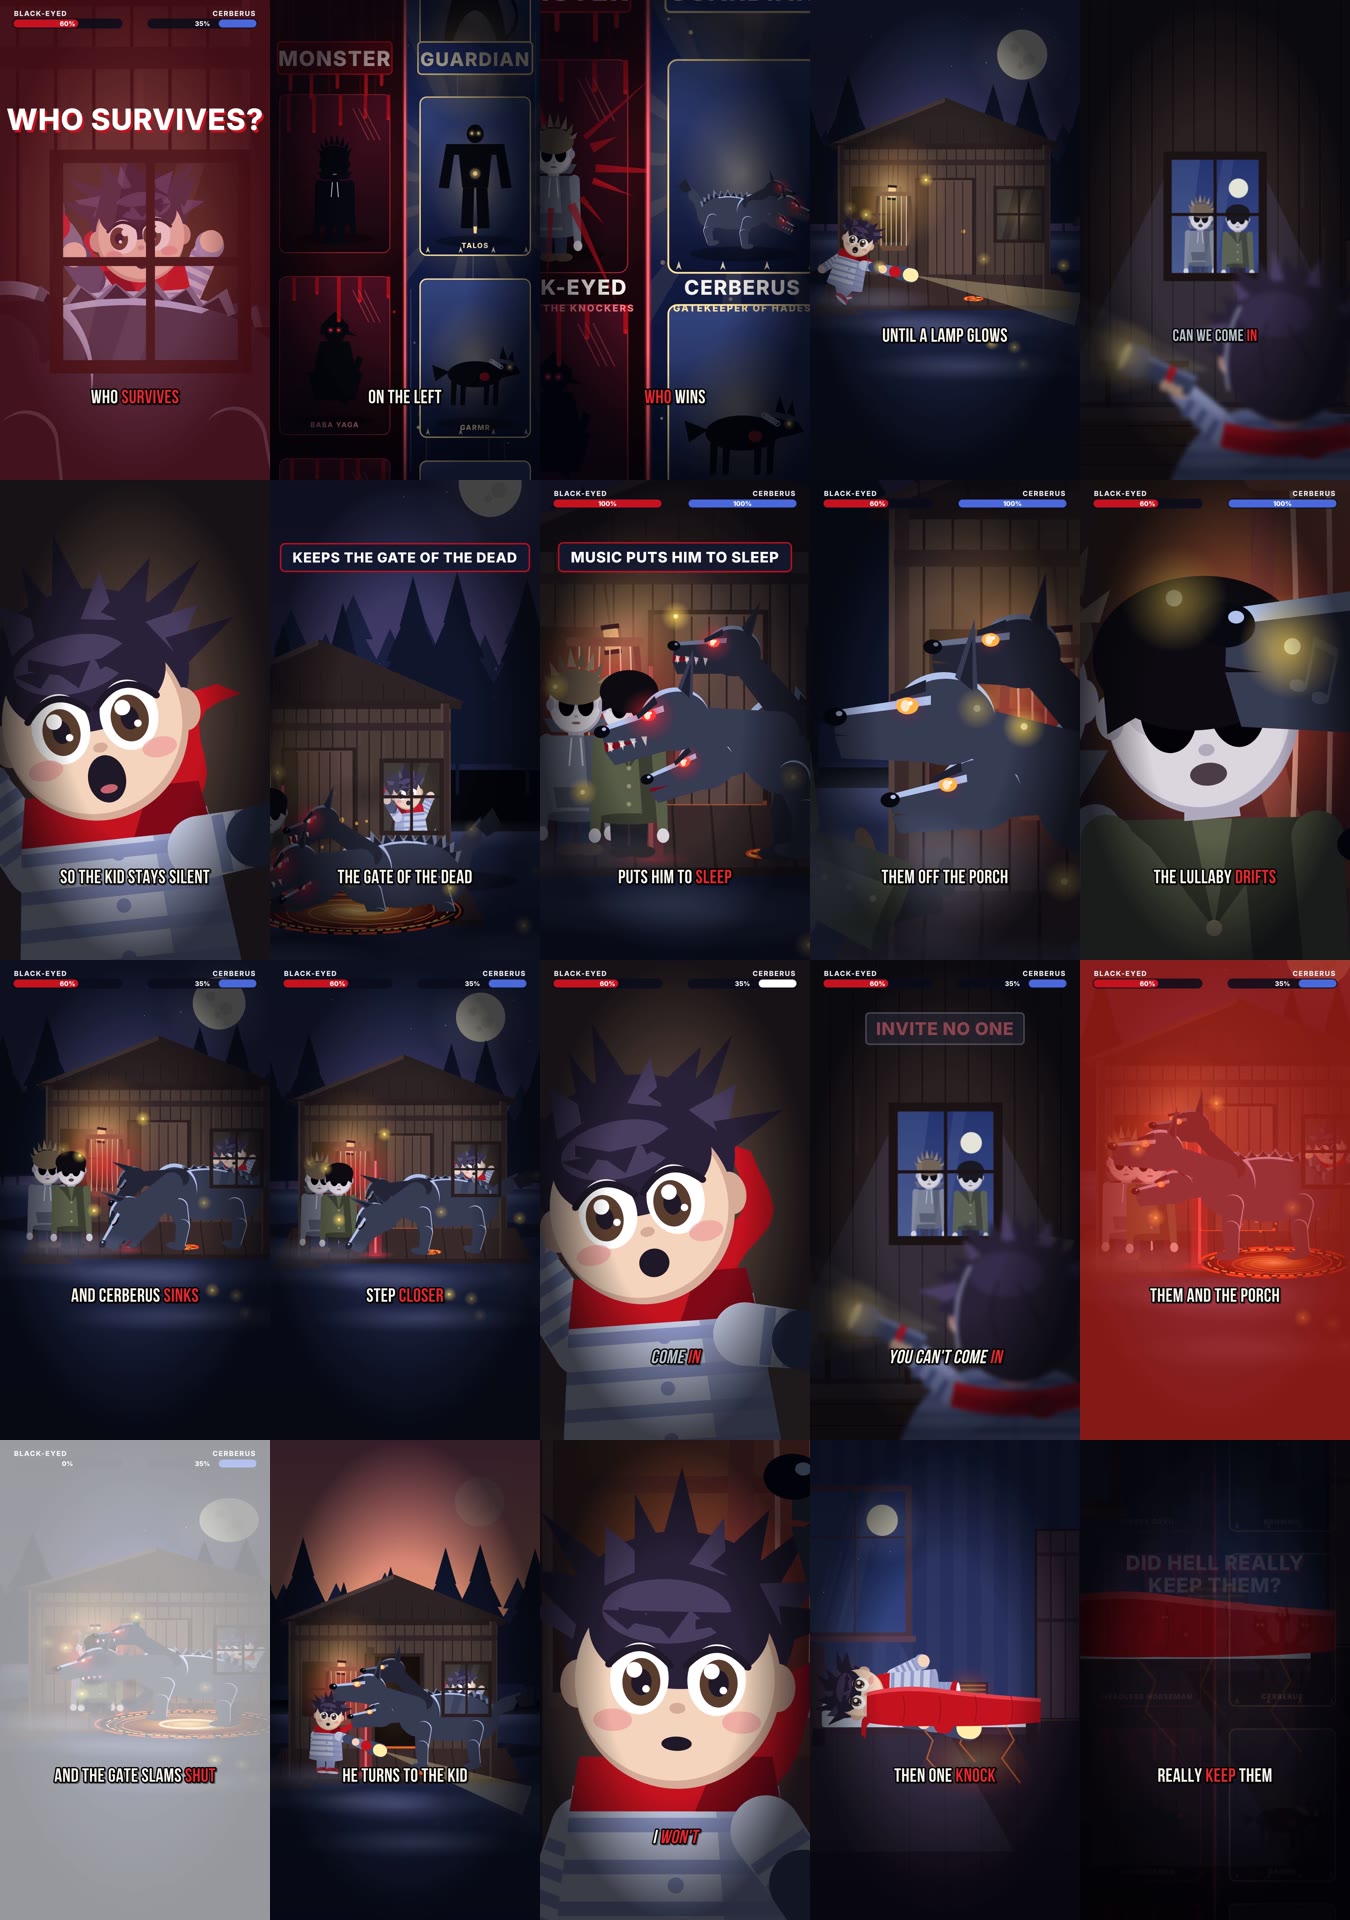 BLACK-EYED
CERBERUS
60%
35%
WHO SURVIVES?
WHO SURVIVES
MONSTER
GUARDIAN
TALOS
BABA YAGA
GARMR
ON THE LEFT
K-EYED
THE KNOCKERS
CERBERUS
GATEKEEPER OF HADES
WHO WINS
UNTIL A LAMP GLOWS
CAN WE COME IN
SO THE KID STAYS SILENT
KEEPS THE GATE OF THE DEAD
THE GATE OF THE DEAD
BLACK-EYED
CERBERUS
100%
100%
MUSIC PUTS HIM TO SLEEP
PUTS HIM TO SLEEP
BLACK-EYED
CERBERUS
60%
100%
THEM OFF THE PORCH
BLACK-EYED
CERBERUS
60%
100%
THE LULLABY DRIFTS
BLACK-EYED
CERBERUS
60%
35%
AND CERBERUS SINKS
BLACK-EYED
CERBERUS
60%
35%
STEP CLOSER
BLACK-EYED
CERBERUS
60%
35%
COME IN
BLACK-EYED
CERBERUS
60%
35%
INVITE NO ONE
YOU CAN'T COME IN
BLACK-EYED
CERBERUS
60%
35%
THEM AND THE PORCH
BLACK-EYED
CERBERUS
0%
35%
AND THE GATE SLAMS SHUT
HE TURNS TO THE KID
I WON'T
THEN ONE KNOCK
DID HELL REALLY
KEEP THEM?
HEADLESS HORSEMAN
CERBERUS
REALLY KEEP THEM